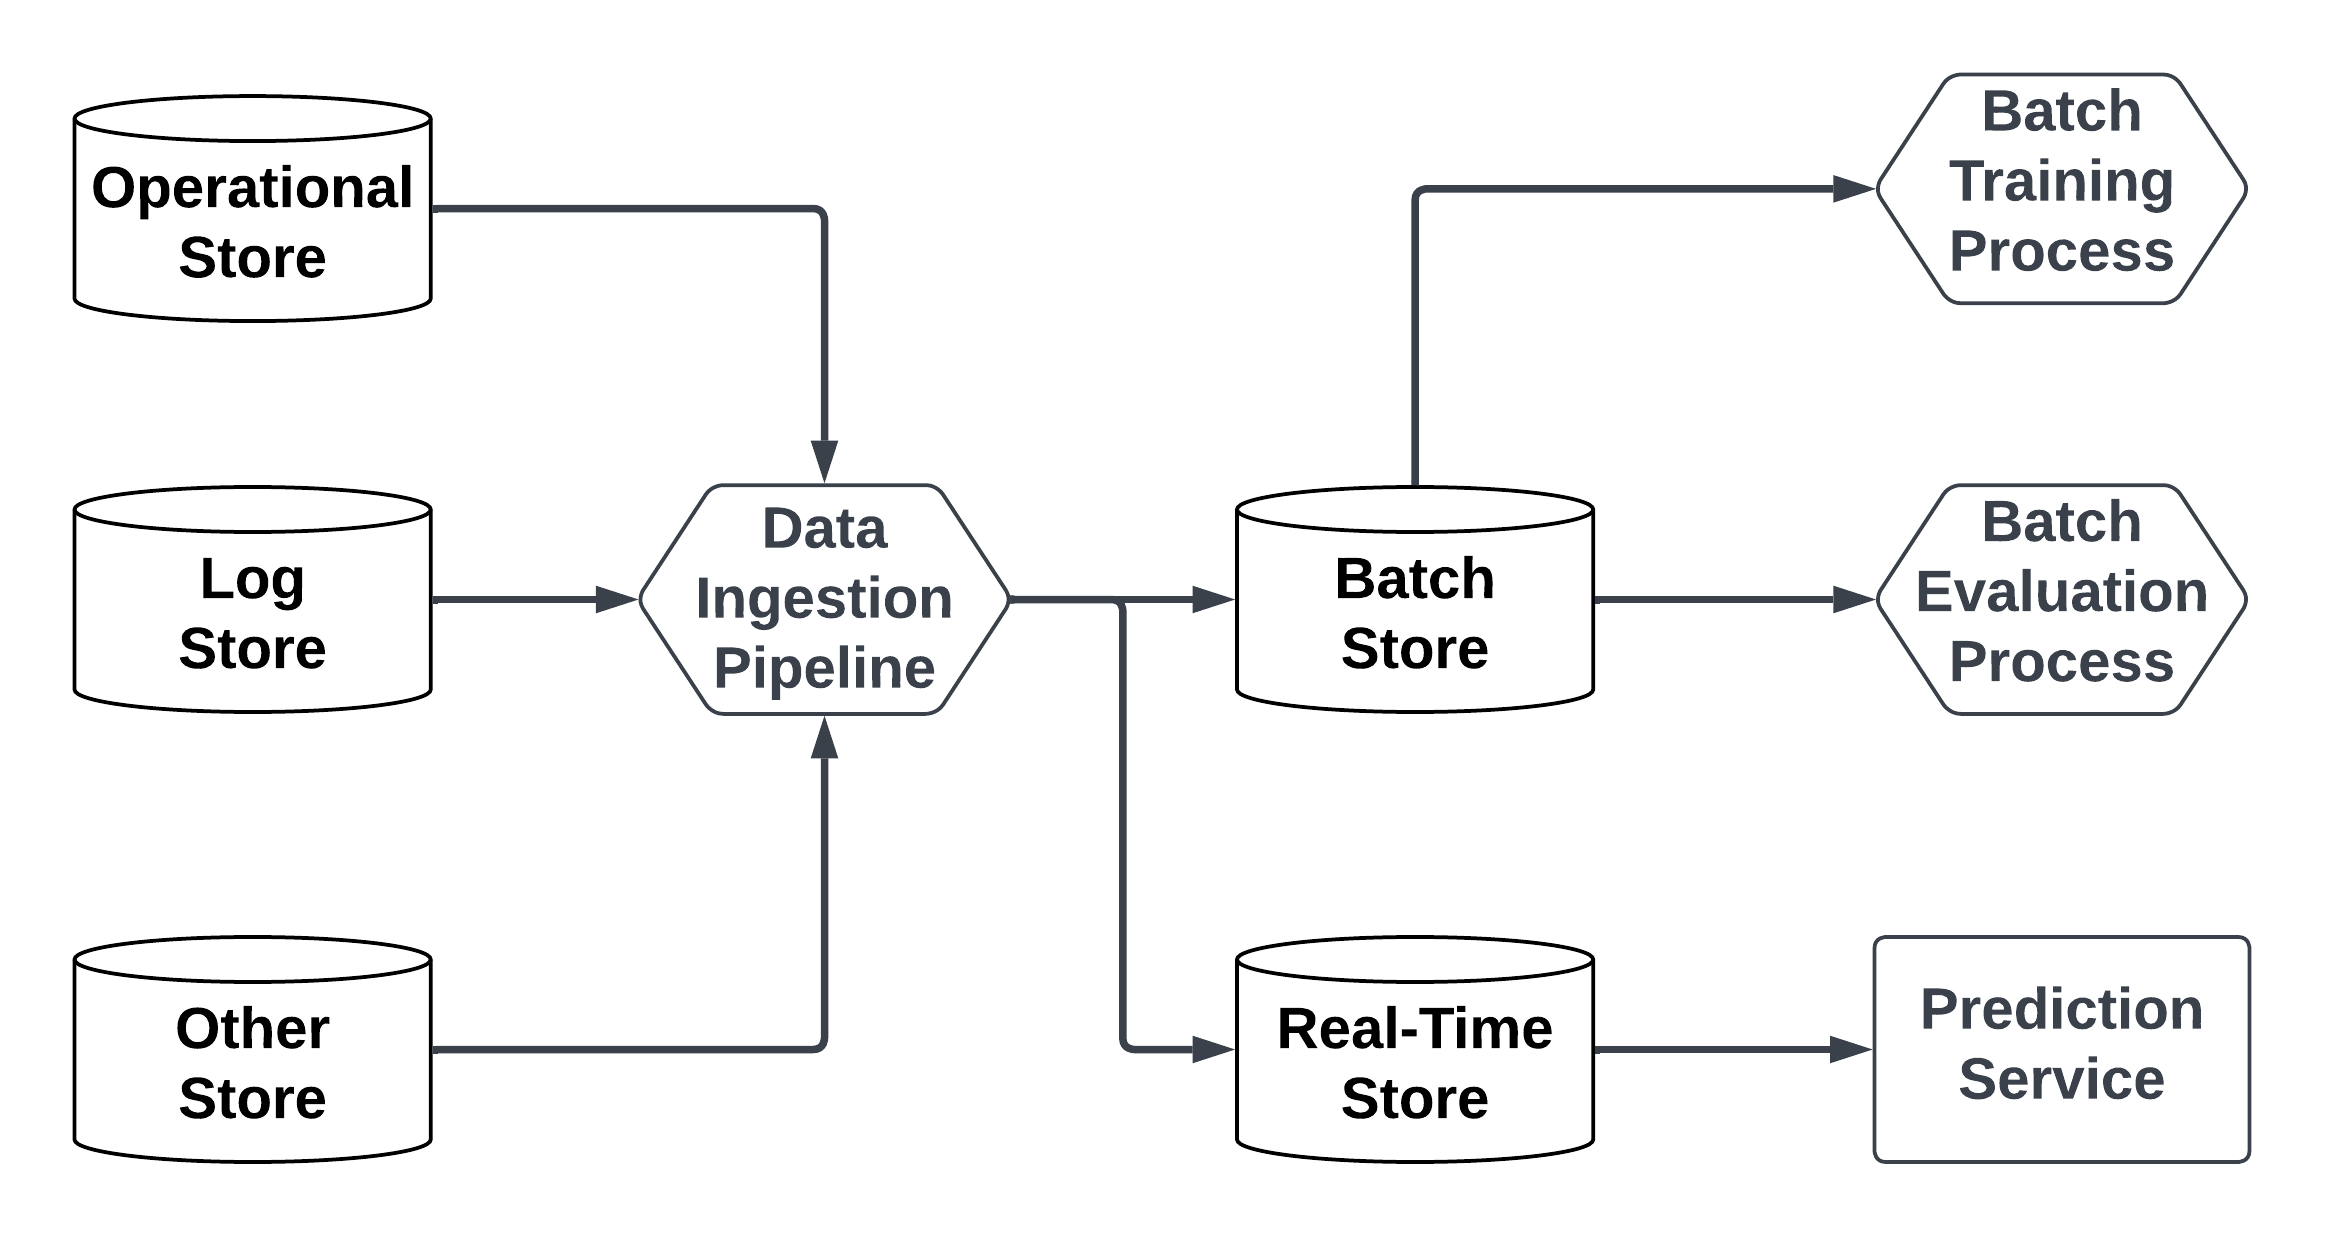 Operational
Store
Log
Store
Other
Store
Data
Ingestion
Pipeline
Batch
Store
Real-Time
Store
Batch
Training
Process
Batch
Evaluation
Process
Prediction
Service